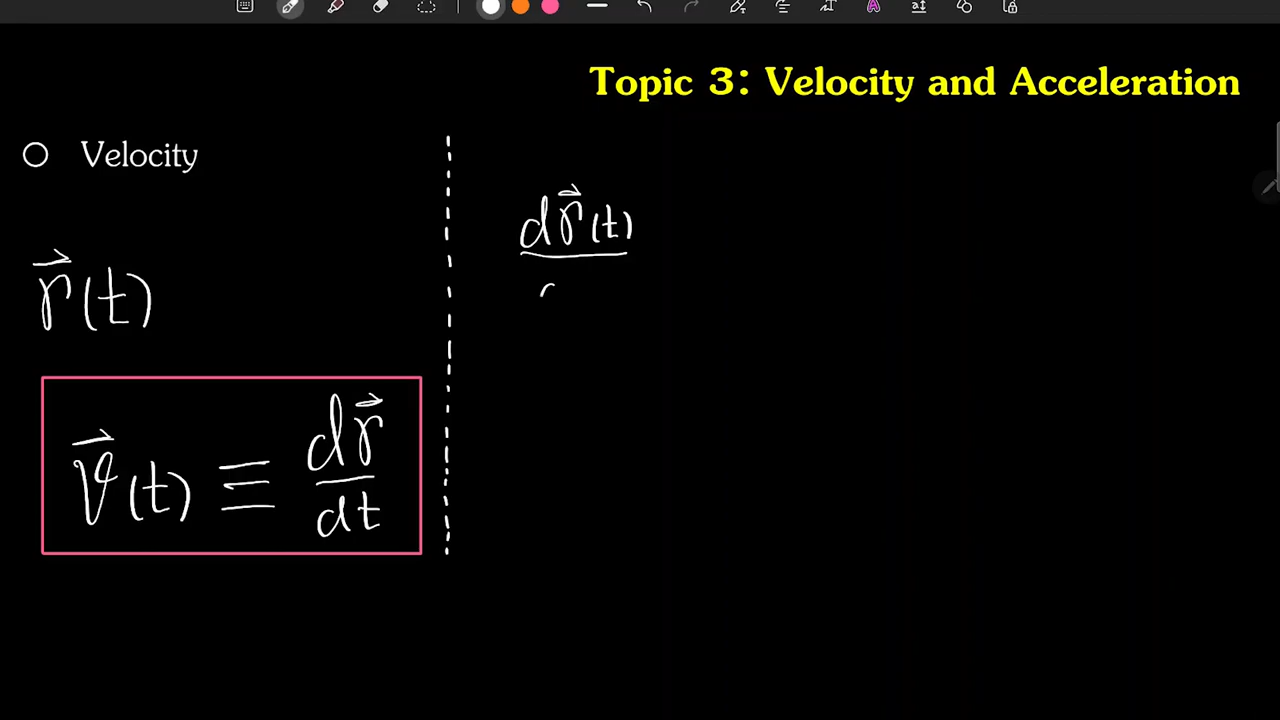 Topic 3: Velocity and Acceleration
○ Velocity
r⃗(t)
v⃗(t) ≡ dr⃗/dt
dr⃗(t)